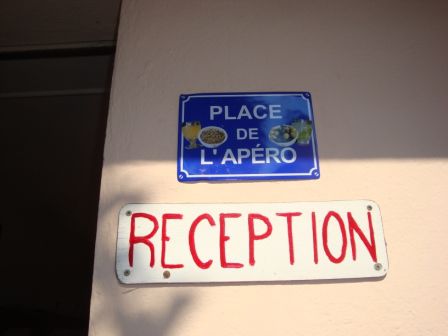 PLACE
DE
L'APÉRO
RECEPTION